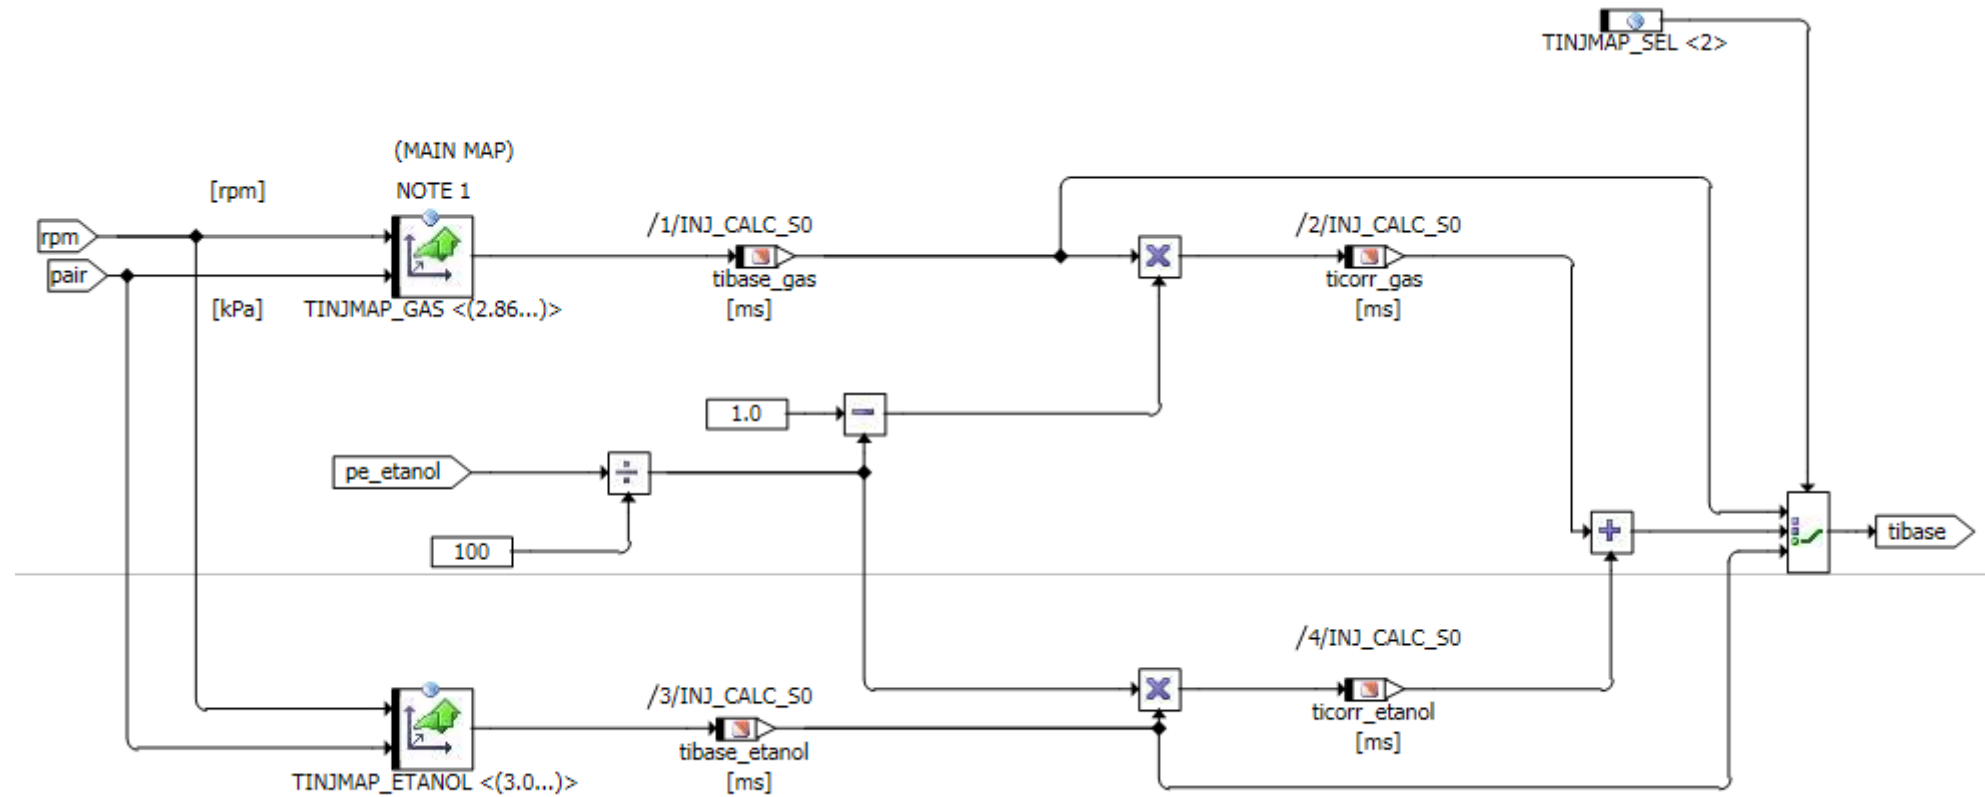 TINJMAP_SEL <2>
(MAIN MAP)
[rpm]
NOTE 1
rpm
/1/INJ_CALC_S0
/2/INJ_CALC_S0
pair
tibase_gas
ticorr_gas
[kPa]
TINJMAP_GAS <(2.86...)>
[ms]
[ms]
1.0
pe_etanol
100
tibase
/4/INJ_CALC_S0
/3/INJ_CALC_S0
ticorr_etanol
tibase_etanol
[ms]
TINJMAP_ETANOL <(3.0...)>
[ms]